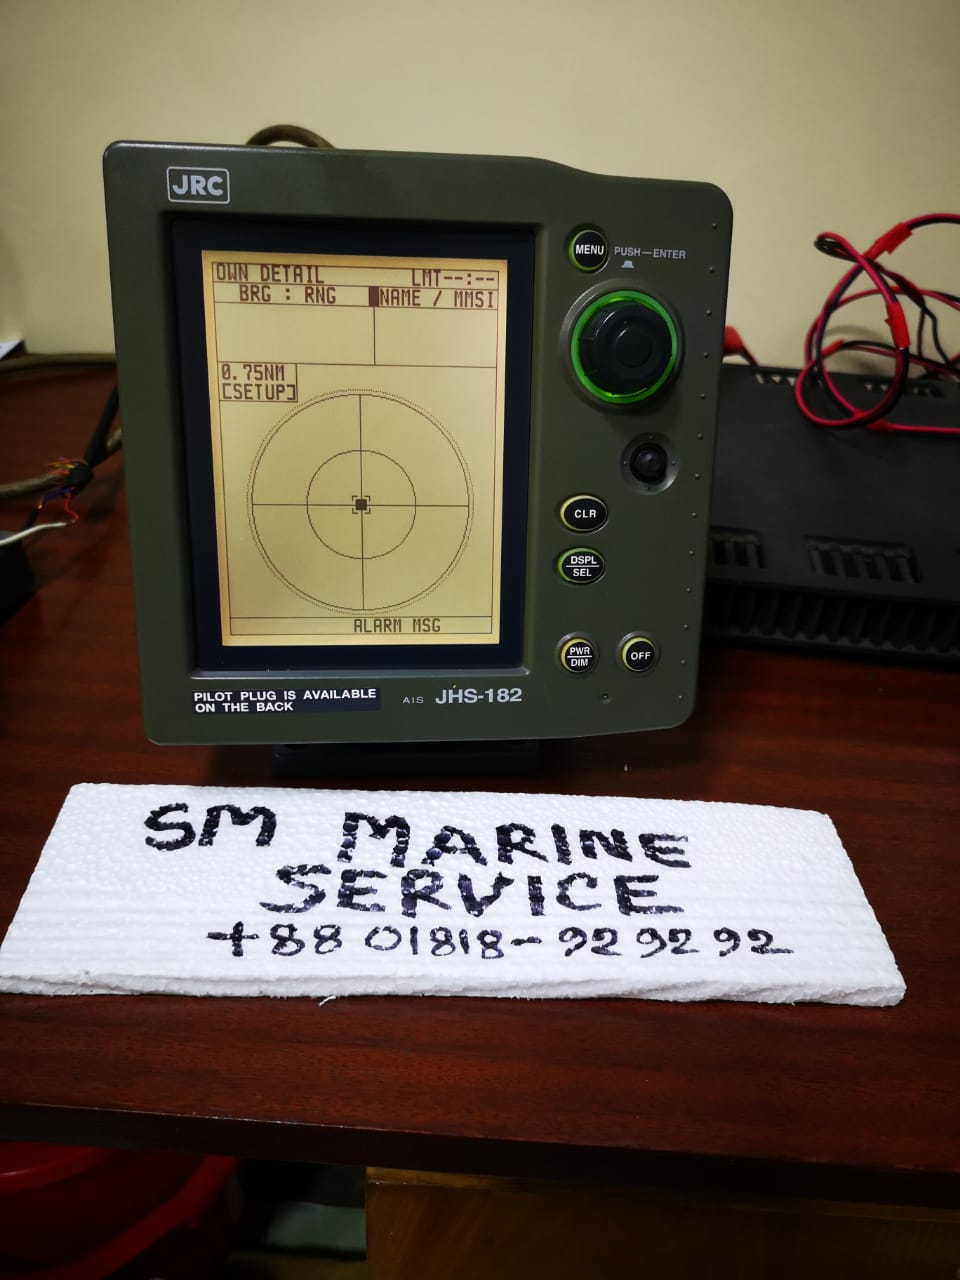 JRC
OWN DETAIL LMT--:--
BRG : RNG NAME / MMSI
0.75NM
[SETUP]
ALARM MSG
MENU PUSH—ENTER
CLR
DSPL
SEL
PWR
DIM
OFF
PILOT PLUG IS AVAILABLE
ON THE BACK
AIS JHS-182
SM MARINE
SERVICE
+88 01818-929292